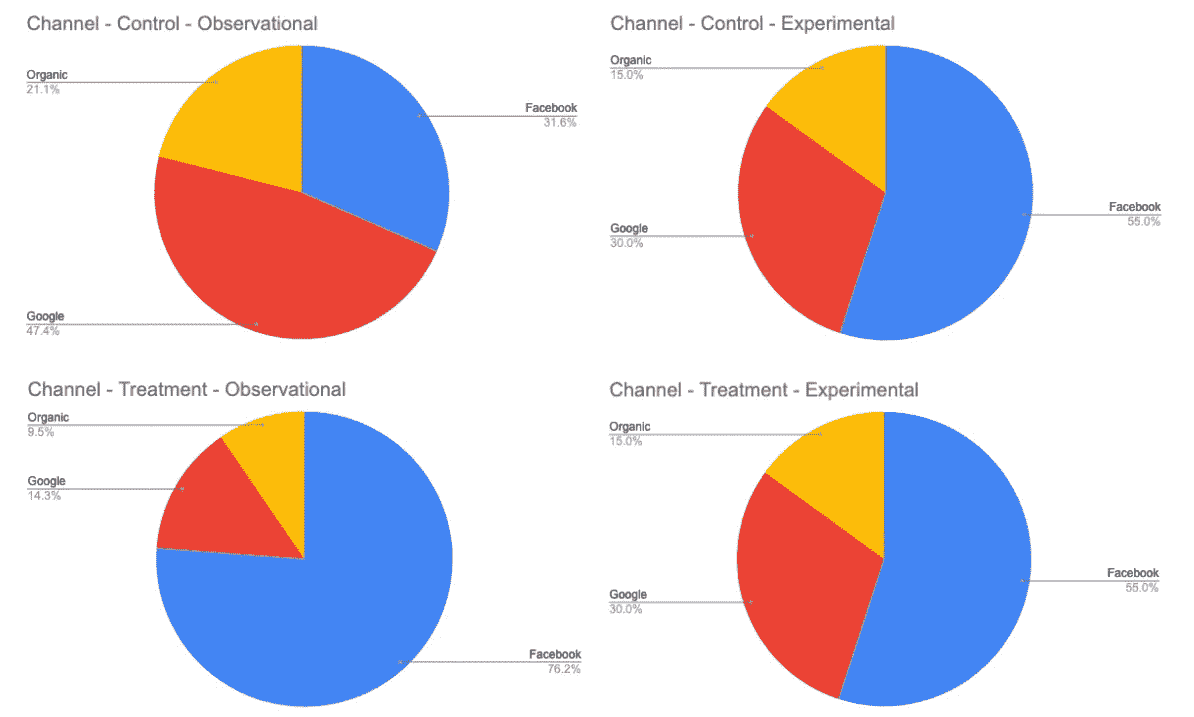 Channel - Control - Observational
Organic
21.1%
Facebook
31.6%
Google
47.4%
Channel - Control - Experimental
Organic
15.0%
Facebook
55.0%
Google
30.0%
Channel - Treatment - Observational
Organic
9.5%
Google
14.3%
Facebook
76.2%
Channel - Treatment - Experimental
Organic
15.0%
Facebook
55.0%
Google
30.0%